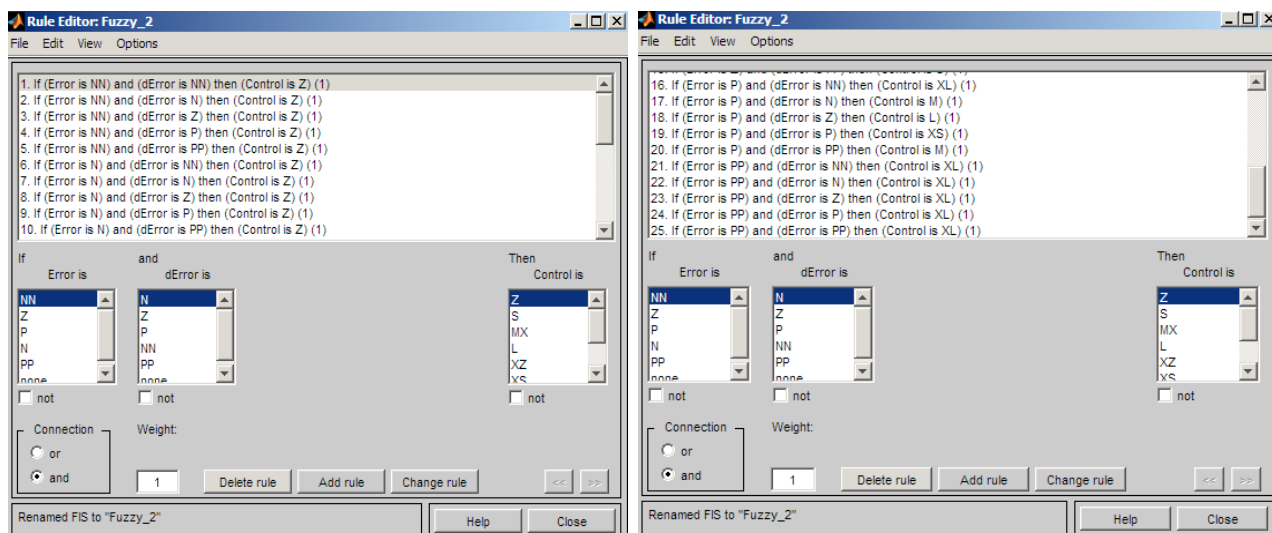 Rule Editor: Fuzzy_2
File Edit View Options
1. If (Error is NN) and (dError is NN) then (Control is Z) (1)
2. If (Error is NN) and (dError is N) then (Control is Z) (1)
3. If (Error is NN) and (dError is Z) then (Control is Z) (1)
4. If (Error is NN) and (dError is P) then (Control is Z) (1)
5. If (Error is NN) and (dError is PP) then (Control is Z) (1)
6. If (Error is N) and (dError is NN) then (Control is Z) (1)
7. If (Error is N) and (dError is N) then (Control is Z) (1)
8. If (Error is N) and (dError is Z) then (Control is Z) (1)
9. If (Error is N) and (dError is P) then (Control is Z) (1)
10. If (Error is N) and (dError is PP) then (Control is Z) (1)
If and Then
Error is dError is Control is
NN N Z
Z Z S
P P MX
N NN L
PP PP XZ
none none XS
not not not
Connection Weight:
or
and 1 Delete rule Add rule Change rule << >>
Renamed FIS to "Fuzzy_2" Help Close
Rule Editor: Fuzzy_2
File Edit View Options
16. If (Error is P) and (dError is NN) then (Control is XL) (1)
17. If (Error is P) and (dError is N) then (Control is M) (1)
18. If (Error is P) and (dError is Z) then (Control is L) (1)
19. If (Error is P) and (dError is P) then (Control is XS) (1)
20. If (Error is P) and (dError is PP) then (Control is M) (1)
21. If (Error is PP) and (dError is NN) then (Control is XL) (1)
22. If (Error is PP) and (dError is N) then (Control is XL) (1)
23. If (Error is PP) and (dError is Z) then (Control is XL) (1)
24. If (Error is PP) and (dError is P) then (Control is XL) (1)
25. If (Error is PP) and (dError is PP) then (Control is XL) (1)
If and Then
Error is dError is Control is
NN N Z
Z Z S
P P MX
N NN L
PP PP XZ
none none XS
not not not
Connection Weight:
or
and 1 Delete rule Add rule Change rule << >>
Renamed FIS to "Fuzzy_2" Help Close